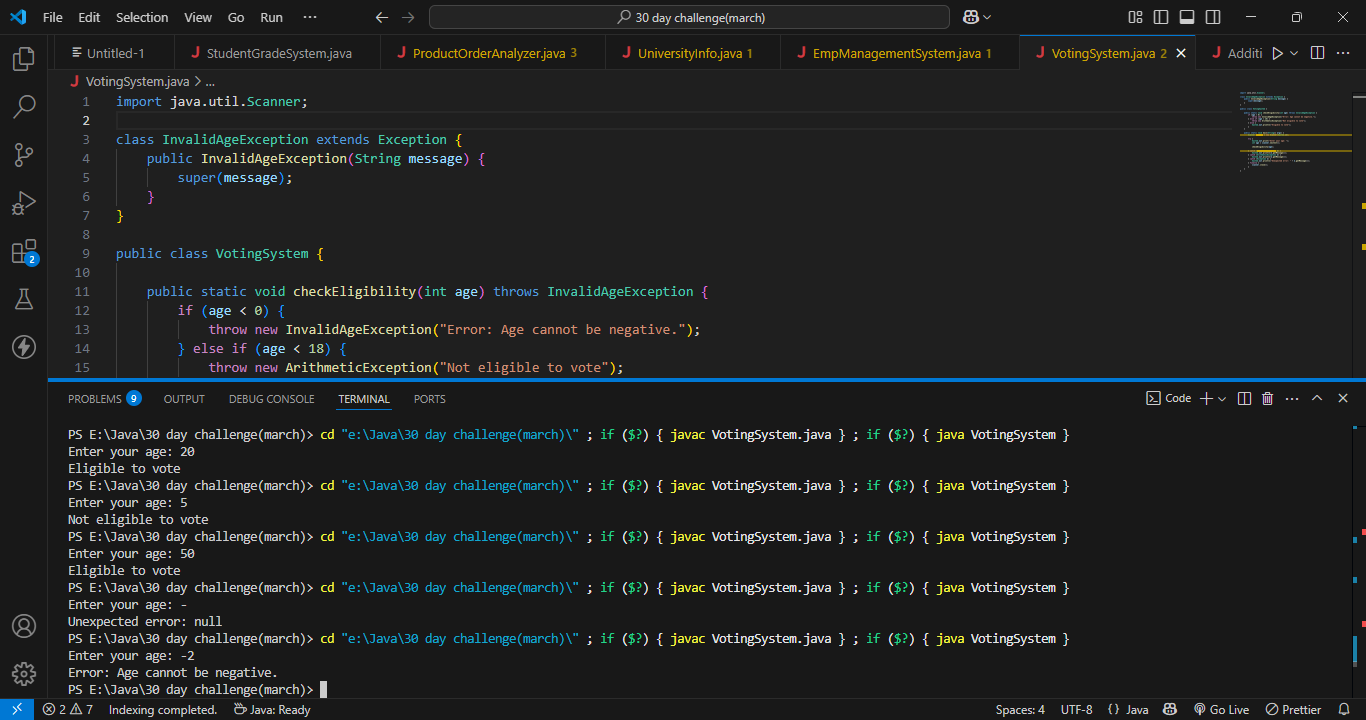 File Edit Selection View Go Run ··· 30 day challenge(march)
Untitled-1 StudentGradeSystem.java ProductOrderAnalyzer.java 3 UniversityInfo.java 1 EmpManagementSystem.java 1 VotingSystem.java 2 Additi
VotingSystem.java > ...
1 import java.util.Scanner;
2
3 class InvalidAgeException extends Exception {
4 public InvalidAgeException(String message) {
5 super(message);
6 }
7 }
8
9 public class VotingSystem {
10
11 public static void checkEligibility(int age) throws InvalidAgeException {
12 if (age < 0) {
13 throw new InvalidAgeException("Error: Age cannot be negative.");
14 } else if (age < 18) {
15 throw new ArithmeticException("Not eligible to vote");
2
PROBLEMS 9 OUTPUT DEBUG CONSOLE TERMINAL PORTS Code
PS E:\Java\30 day challenge(march)> cd "e:\Java\30 day challenge(march)\" ; if ($?) { javac VotingSystem.java } ; if ($?) { java VotingSystem }
Enter your age: 20
Eligible to vote
PS E:\Java\30 day challenge(march)> cd "e:\Java\30 day challenge(march)\" ; if ($?) { javac VotingSystem.java } ; if ($?) { java VotingSystem }
Enter your age: 5
Not eligible to vote
PS E:\Java\30 day challenge(march)> cd "e:\Java\30 day challenge(march)\" ; if ($?) { javac VotingSystem.java } ; if ($?) { java VotingSystem }
Enter your age: 50
Eligible to vote
PS E:\Java\30 day challenge(march)> cd "e:\Java\30 day challenge(march)\" ; if ($?) { javac VotingSystem.java } ; if ($?) { java VotingSystem }
Enter your age: -
Unexpected error: null
PS E:\Java\30 day challenge(march)> cd "e:\Java\30 day challenge(march)\" ; if ($?) { javac VotingSystem.java } ; if ($?) { java VotingSystem }
Enter your age: -2
Error: Age cannot be negative.
PS E:\Java\30 day challenge(march)>
2 7 Indexing completed. Java: Ready Spaces: 4 UTF-8 {} Java Go Live Prettier